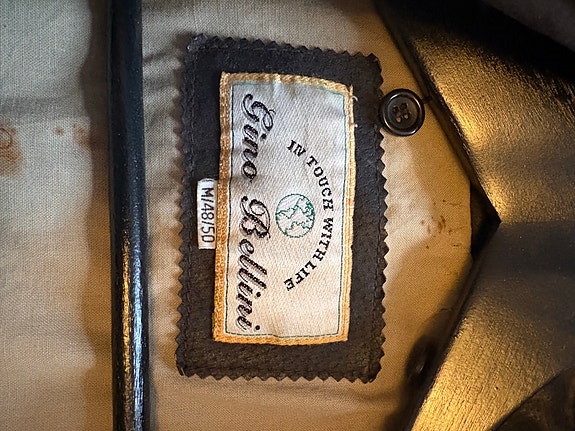 IN TOUCH WITH LIFE
Gino Bellini
M/48/50